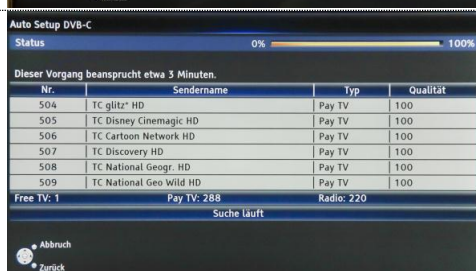 Auto Setup DVB-C
Status 0% 100%
Dieser Vorgang beansprucht etwa 3 Minuten.
Nr. Sendername Typ Qualität
504 TC glitz* HD Pay TV 100
505 TC Disney Cinemagic HD Pay TV 100
506 TC Cartoon Network HD Pay TV 100
507 TC Discovery HD Pay TV 100
508 TC National Geogr. HD Pay TV 100
509 TC National Geo Wild HD Pay TV 100
Free TV: 1 Pay TV: 288 Radio: 220
Suche läuft
Abbruch
Zurück